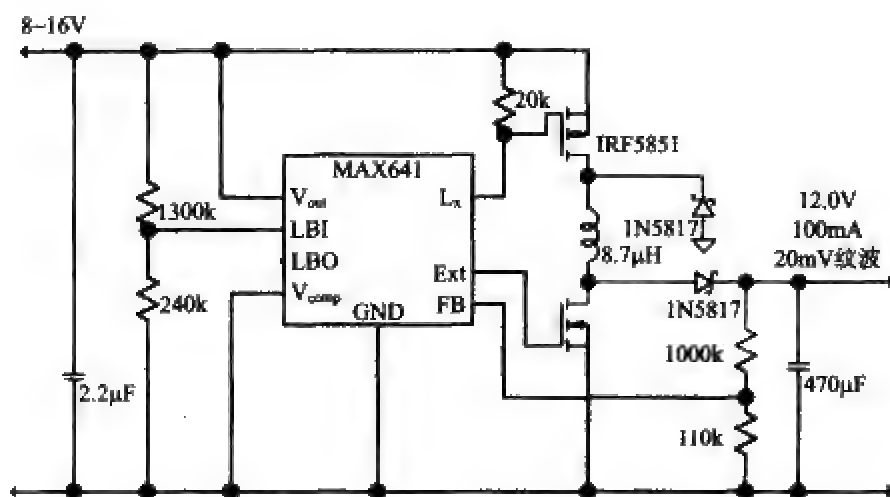 8~16V
20k
IRF5851
MAX641
Vout
Lx
1300k
LBI
LBO
Ext
Vcomp
GND
FB
240k
2.2μF
1N5817
8.7μH
12.0V
100mA
20mV纹波
1N5817
1000k
470μF
110k